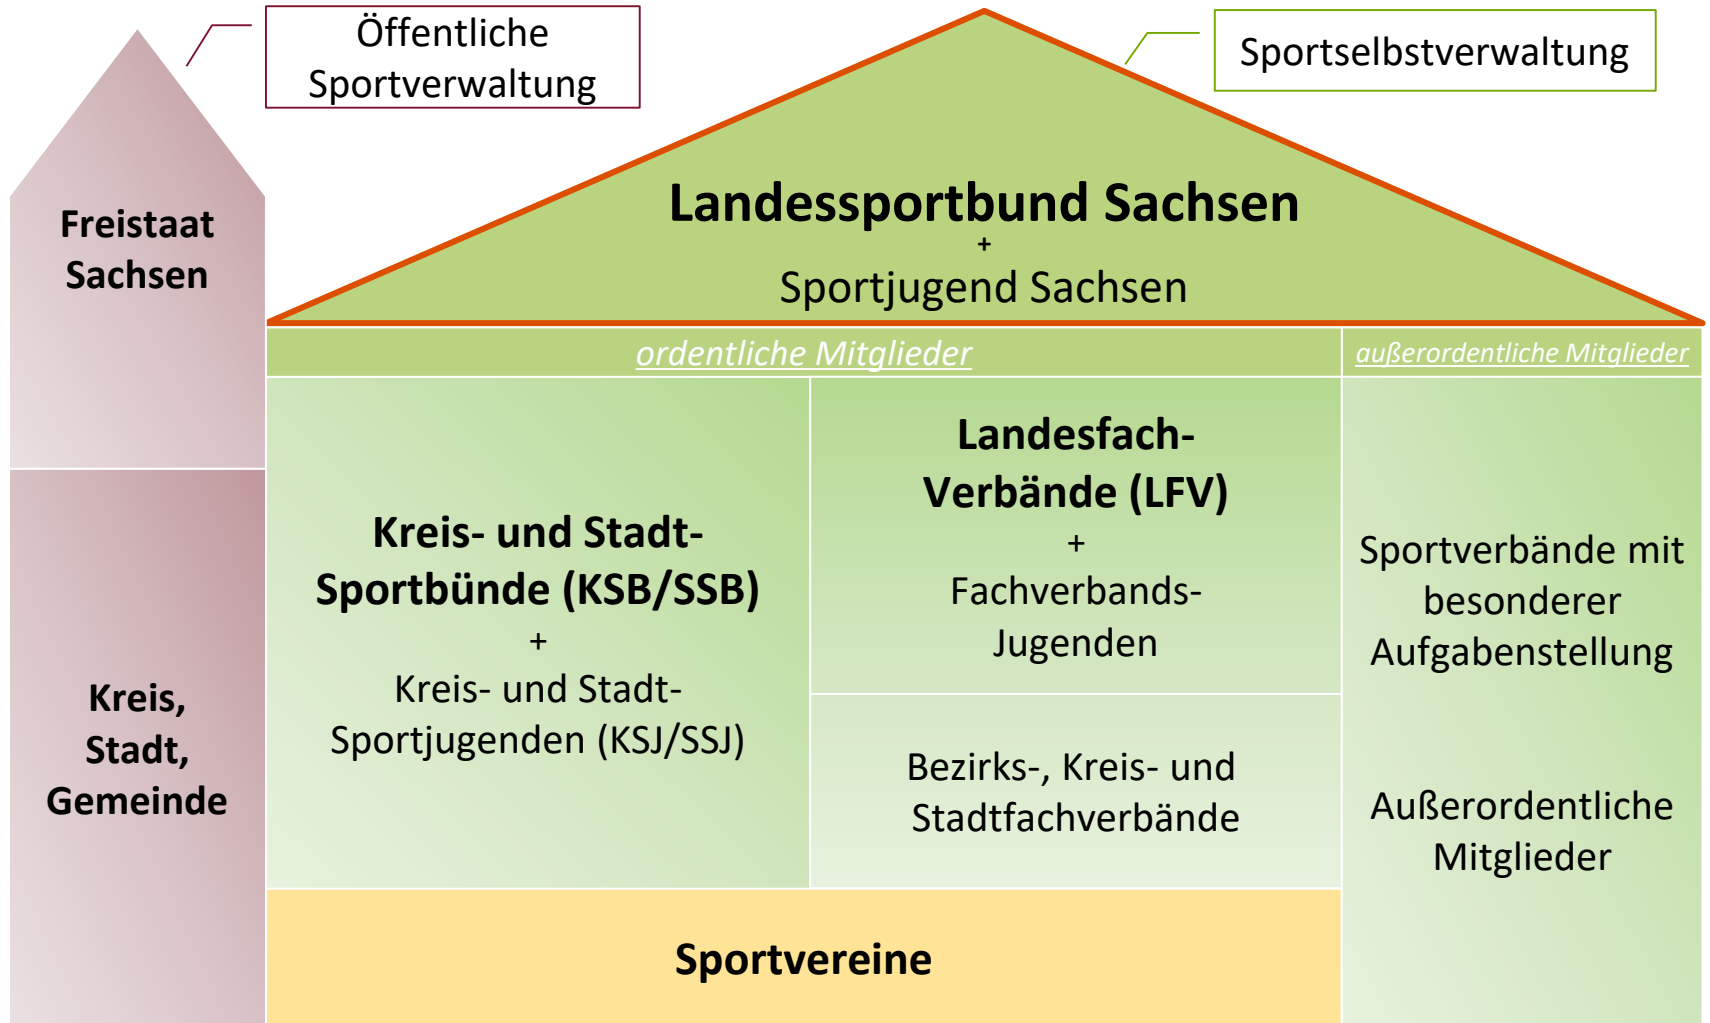 Öffentliche
Sportverwaltung
Sportselbstverwaltung
Freistaat
Sachsen
Kreis,
Stadt,
Gemeinde
Landessportbund Sachsen
+
Sportjugend Sachsen
ordentliche Mitglieder
außerordentliche Mitglieder
Kreis- und Stadt-
Sportbünde (KSB/SSB)
+
Kreis- und Stadt-
Sportjugenden (KSJ/SSJ)
Landesfach-
Verbände (LFV)
+
Fachverbands-
Jugenden
Bezirks-, Kreis- und
Stadtfachverbände
Sportverbände mit
besonderer
Aufgabenstellung
Außerordentliche
Mitglieder
Sportvereine